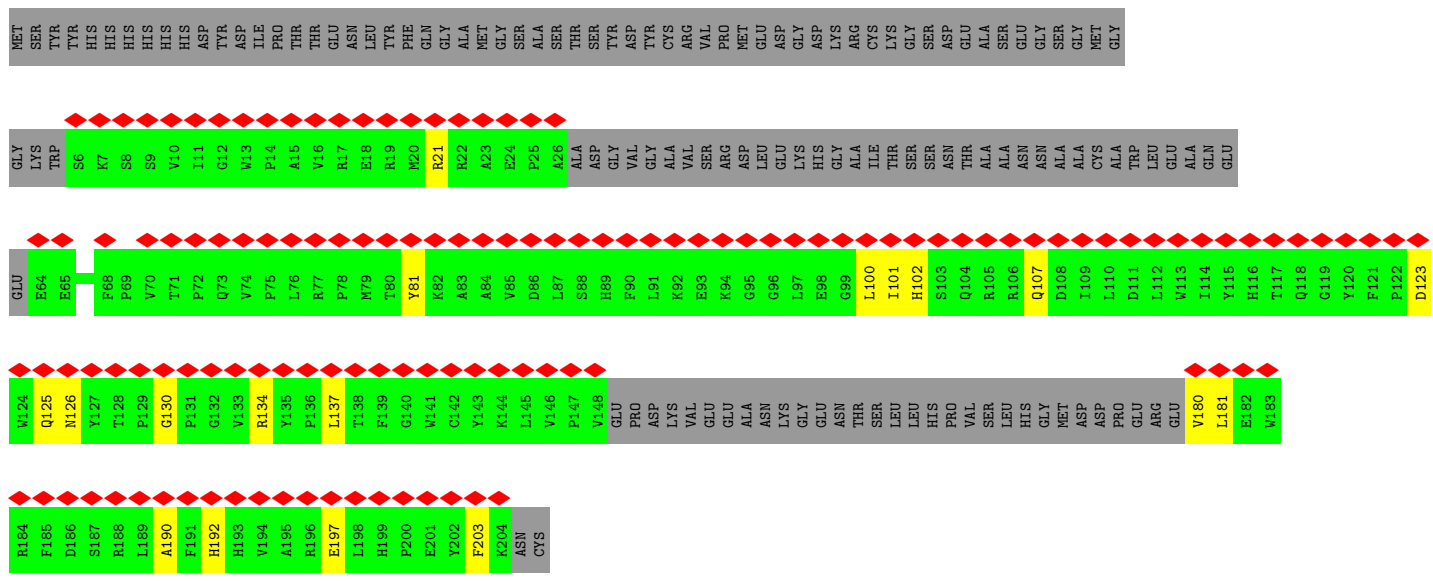 MET SER TYR TYR HIS HIS HIS HIS HIS HIS ASP TYR ASP ILE PRO THR THR GLU ASN LEU TYR PHE GLN GLY ALA MET GLY SER ALA SER THR SER TYR ASP TYR CYS ARG VAL PRO MET GLU ASP GLY ASP LYS ARG CYS LYS GLY SER ASP GLU ALA SER GLU GLY SER GLY MET GLY
GLY LYS TRP S6 K7 S8 S9 V10 I11 G12 W13 P14 A15 V16 R17 E18 R19 M20 R21 R22 A23 E24 P25 A26 ALA ASP GLY VAL GLY ALA VAL SER ARG ASP LEU GLU LYS HIS GLY ALA ILE THR SER SER ASN THR ALA ALA ASN ASN ALA ALA CYS ALA TRP LEU GLU ALA GLN GLU
GLU E64 E65 F68 P69 V70 T71 P72 Q73 V74 P75 L76 R77 P78 M79 T80 Y81 K82 A83 A84 V85 D86 L87 S88 H89 F90 L91 K92 E93 K94 G95 G96 L97 E98 G99 L100 I101 H102 S103 Q104 R105 R106 Q107 D108 I109 L110 D111 L112 W113 I114 Y115 H116 T117 Q118 G119 Y120 F121 P122 D123
W124 Q125 N126 Y127 T128 P129 G130 P131 G132 V133 R134 Y135 P136 L137 T138 F139 G140 W141 C142 Y143 K144 L145 V146 P147 V148 GLU PRO ASP LYS VAL GLU GLU ALA ASN LYS GLY GLU ASN THR SER LEU LEU HIS PRO VAL SER LEU HIS GLY MET ASP ASP PRO GLU ARG GLU V180 L181 E182 W183
R184 F185 D186 S187 R188 L189 A190 F191 H192 H193 V194 A195 R196 E197 L198 H199 P200 E201 Y202 F203 K204 ASN CYS